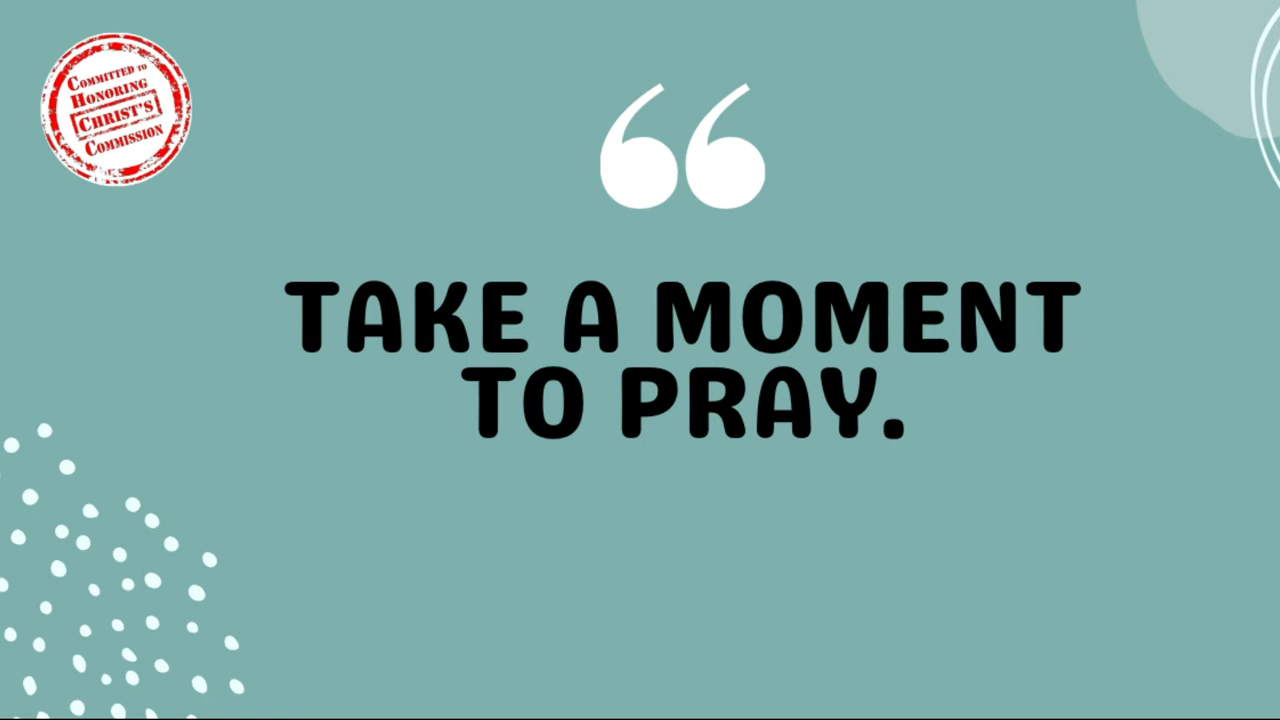 COMMITTED TO
HONORING
CHRIST'S
COMMISSION
“
TAKE A MOMENT
TO PRAY.